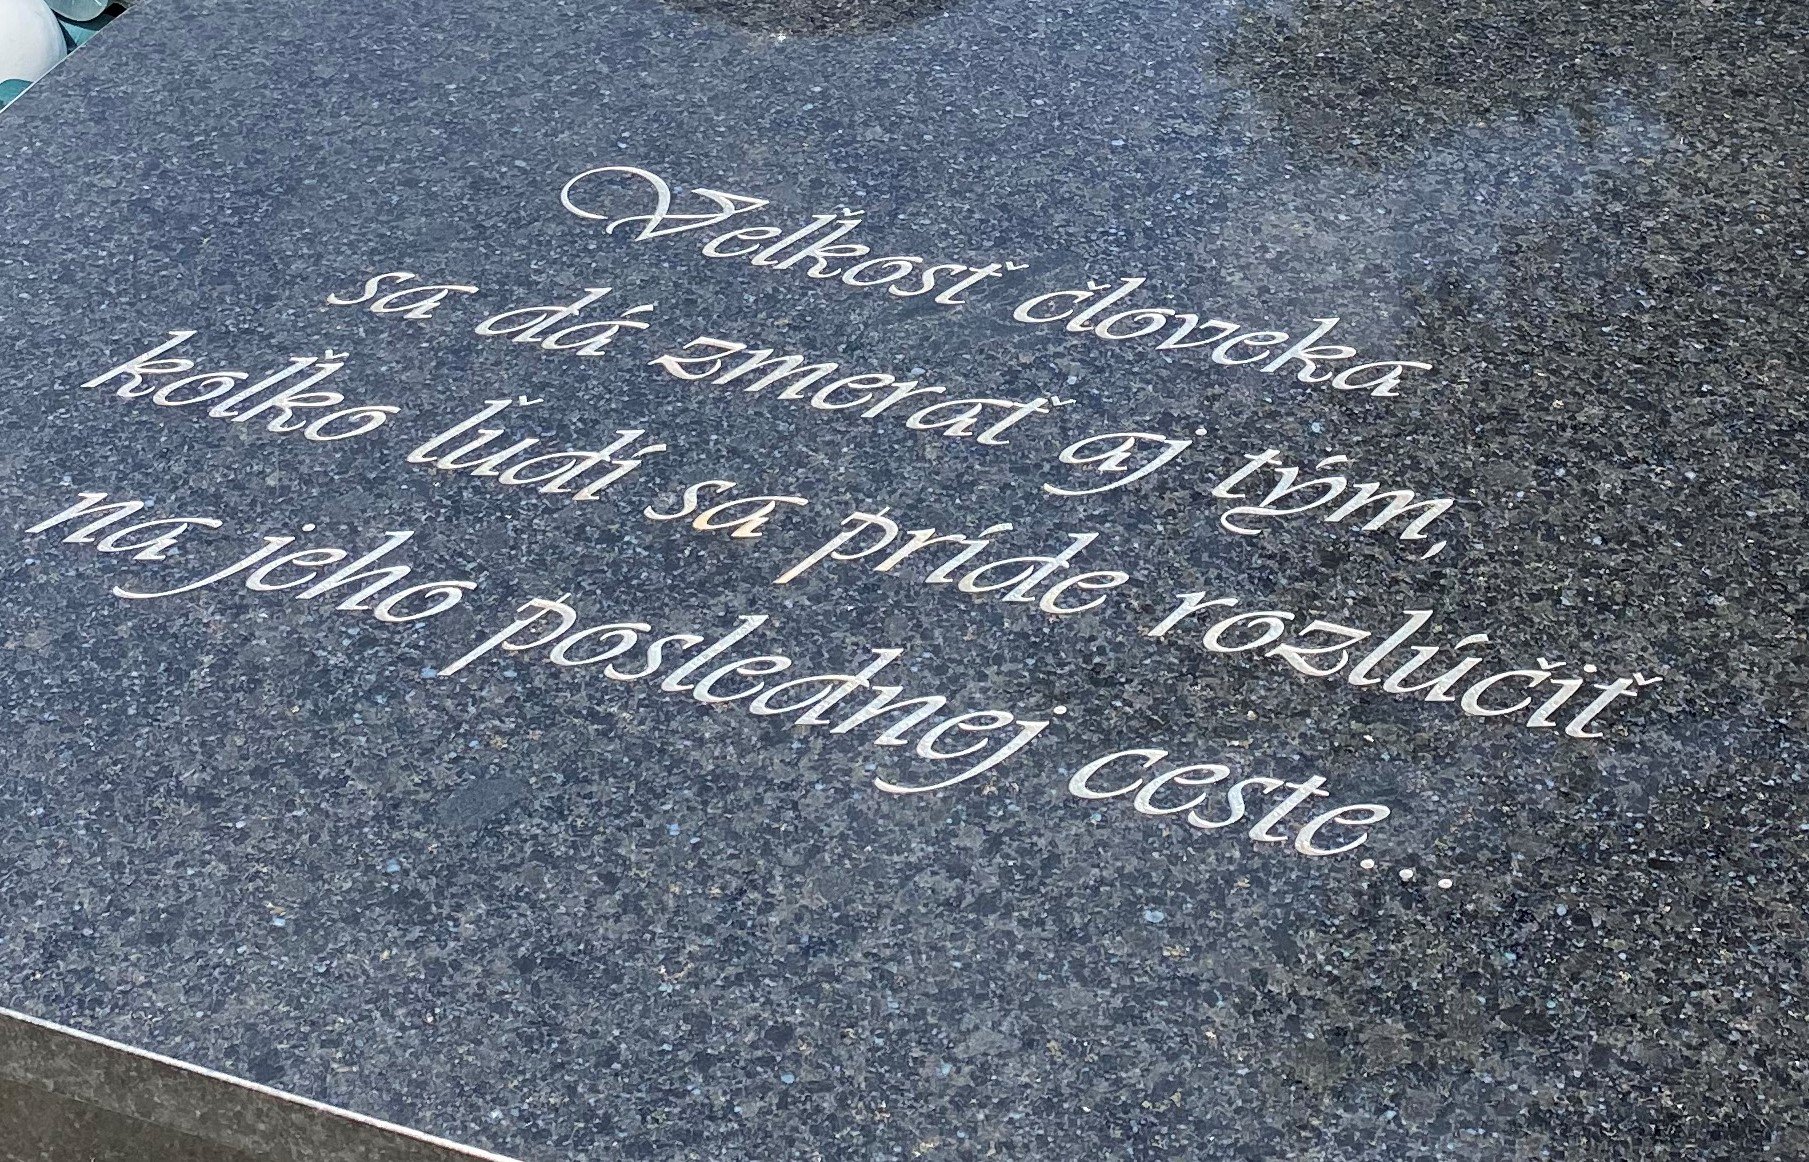 Veľkosť človeka
sa dá zmerať aj tým,
koľko ľudí sa príde rozlúčiť
na jeho poslednej ceste...